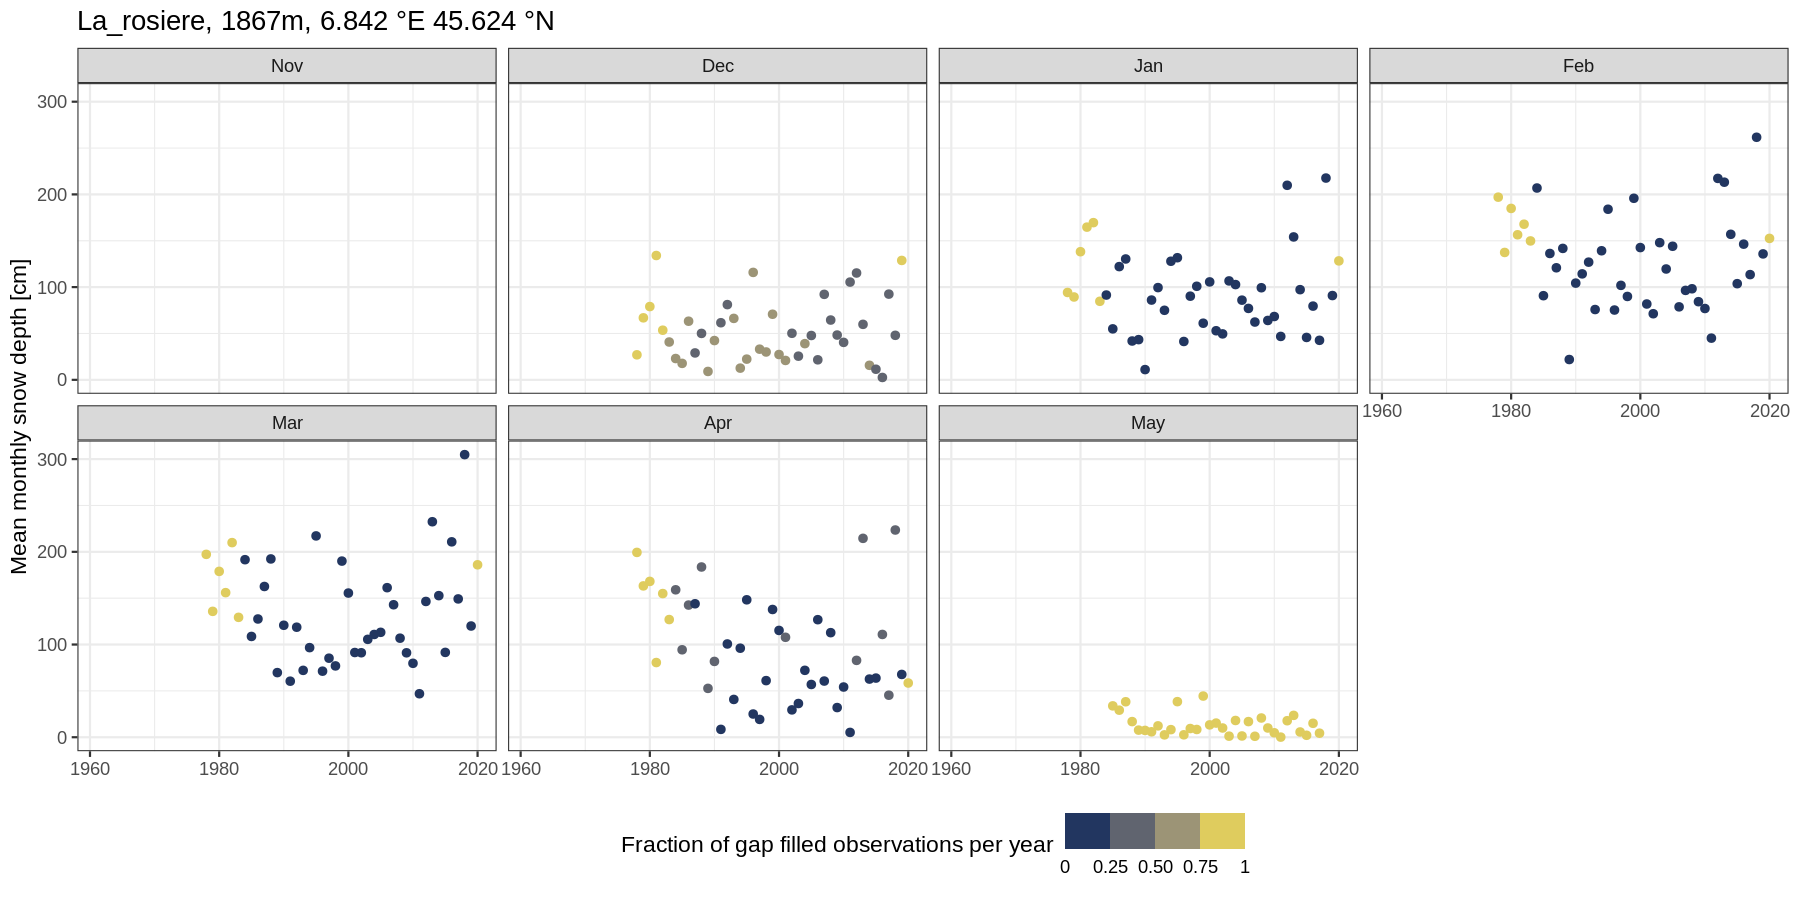 La_rosiere, 1867m, 6.842 °E 45.624 °N
Nov
Dec
Jan
Feb
300
200
100
0
1960
1980
2000
2020
Mar
Apr
May
300
200
100
0
1960
1980
2000
2020
1960
1980
2000
2020
1960
1980
2000
2020
Mean monthly snow depth [cm]
Fraction of gap filled observations per year
0
0.25
0.50
0.75
1